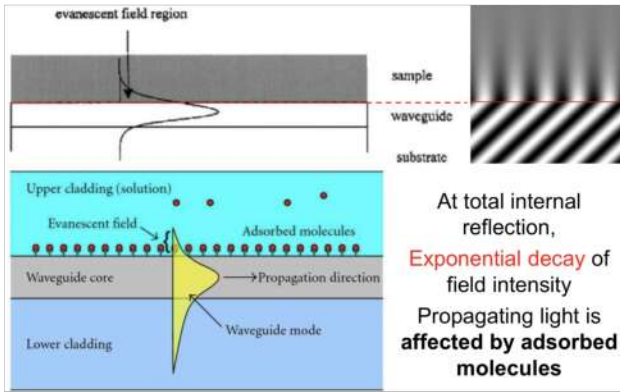 evanescent field region
sample
waveguide
substrate
Upper cladding (solution)
Evanescent field
Adsorbed molecules
Waveguide core
Propagation direction
Waveguide mode
Lower cladding
At total internal
reflection,
Exponential decay of
field intensity
Propagating light is
affected by adsorbed
molecules